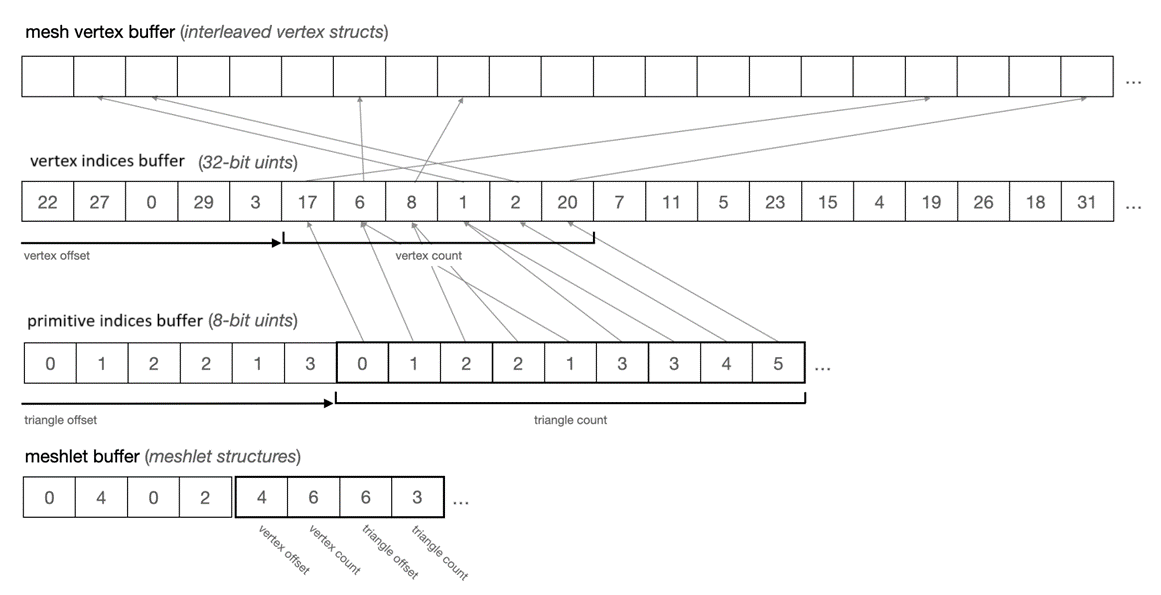 mesh vertex buffer (interleaved vertex structs)
...
vertex indices buffer (32-bit uints)
22 27 0 29 3 17 6 8 1 2 20 7 11 5 23 15 4 19 26 18 31 ...
vertex offset vertex count
primitive indices buffer (8-bit uints)
0 1 2 2 1 3 0 1 2 2 1 3 3 4 5 ...
triangle offset triangle count
meshlet buffer (meshlet structures)
0 4 0 2 4 6 6 3 ...
vertex offset
vertex count
triangle offset
triangle count